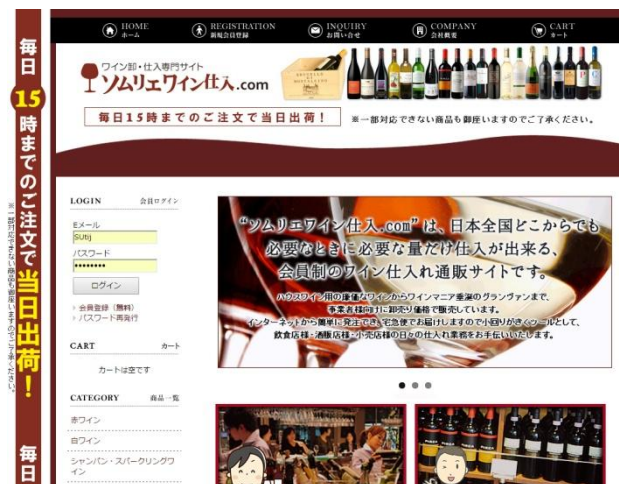 HOME
ホーム
REGISTRATION
新規会員登録
INQUIRY
お問い合せ
COMPANY
会社概要
CART
カート
毎日15時までのご注文で当日出荷！
※一部対応できない商品も御座いますのでご了承ください。
毎日
ワイン卸・仕入専門サイト
ソムリエワイン仕入.com
毎日15時までのご注文で当日出荷！
※一部対応できない商品も御座いますのでご了承ください。
LOGIN 会員ログイン
Eメール
SUtij
パスワード
ログイン
会員登録（無料）
パスワード再発行
CART カート
カートは空です
CATEGORY 商品一覧
赤ワイン
白ワイン
シャンパン・スパークリングワ
イン
“ソムリエワイン仕入.com”は、日本全国どこからでも
必要なときに必要な量だけ仕入が出来る、
会員制のワイン仕入れ通販サイトです。
ハウスワイン用の廉価なワインからワインマニア垂涎のグランヴァンまで、
事業者様向けに卸売り価格で販売しています。
インターネットから簡単に発注でき、宅急便でお届けしますので小回りがきくツールとして、
飲食店様・酒販店様・小売店様の日々の仕入れ業務をお手伝いいたします。